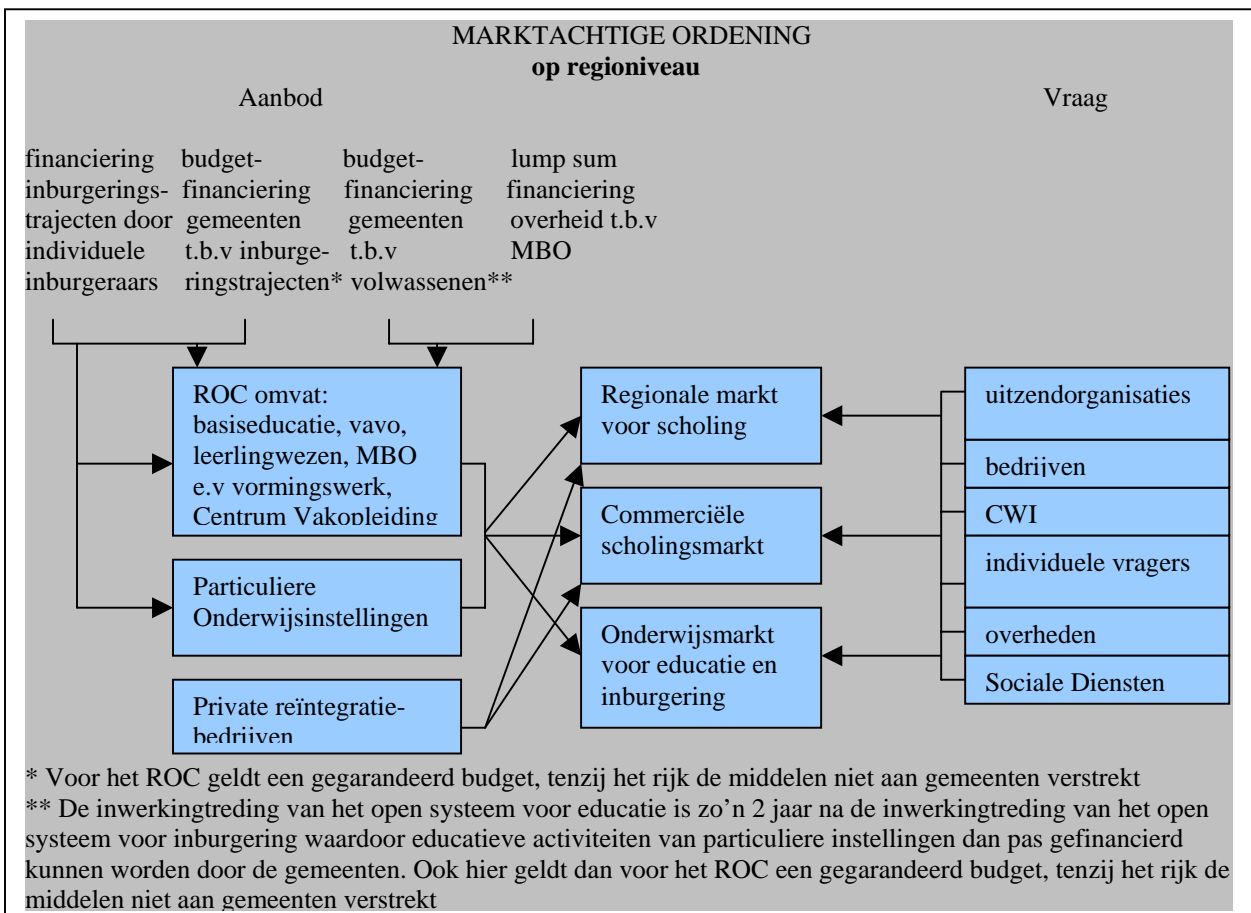 MARKTACHTIGE ORDENING
op regioniveau
Aanbod
Vraag
financiering
inburgerings-
trajecten door
individuele
inburgeraars
budget-
financiering
gemeenten
t.b.v inburge-
ringstrajecten*
budget-
financiering
gemeenten
t.b.v
volwassenen**
lump sum
financiering
overheid t.b.v
MBO
ROC omvat:
basiseducatie, vavo,
leerlingwezen, MBO
e.v vormingswerk,
Centrum Vakopleiding
Particuliere
Onderwijsinstellingen
Private reïntegratie-
bedrijven
Regionale markt
voor scholing
Commerciële
scholingsmarkt
Onderwijsmarkt
voor educatie en
inburgering
uitzendorganisaties
bedrijven
CWI
individuele vragers
overheden
Sociale Diensten
* Voor het ROC geldt een gegarandeerd budget, tenzij het rijk de middelen niet aan gemeenten verstrekt
** De inwerkingtreding van het open systeem voor educatie is zo’n 2 jaar na de inwerkingtreding van het open
systeem voor inburgering waardoor educatieve activiteiten van particuliere instellingen dan pas gefinancierd
kunnen worden door de gemeenten. Ook hier geldt dan voor het ROC een gegarandeerd budget, tenzij het rijk de
middelen niet aan gemeenten verstrekt